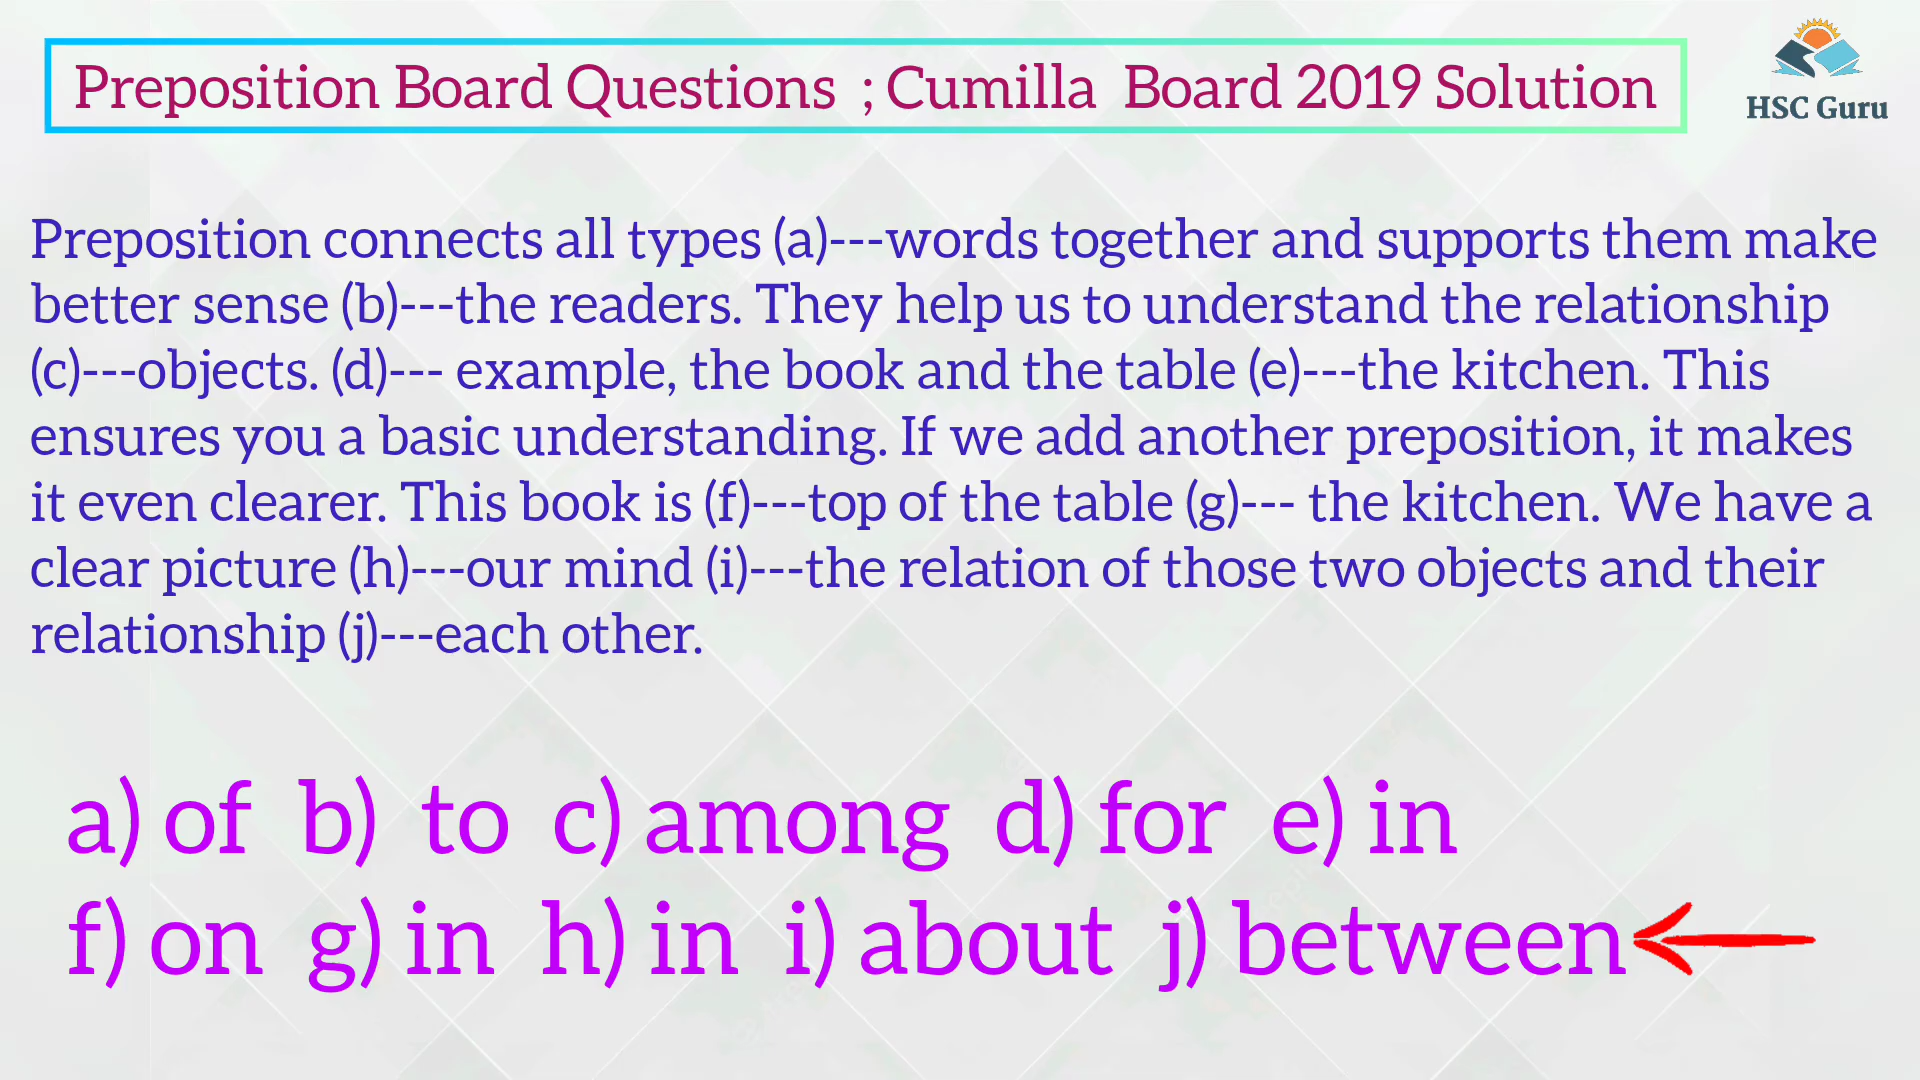 Preposition Board Questions ; Cumilla Board 2019 Solution
HSC Guru
Preposition connects all types (a)---words together and supports them make
better sense (b)---the readers. They help us to understand the relationship
(c)---objects. (d)--- example, the book and the table (e)---the kitchen. This
ensures you a basic understanding. If we add another preposition, it makes
it even clearer. This book is (f)---top of the table (g)--- the kitchen. We have a
clear picture (h)---our mind (i)---the relation of those two objects and their
relationship (j)---each other.
a) of b) to c) among d) for e) in
f) on g) in h) in i) about j) between